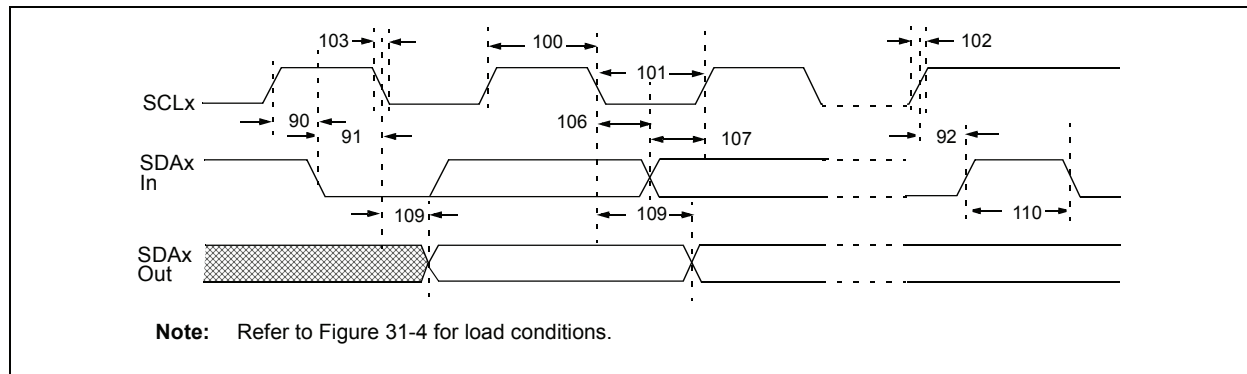 103
100
102
101
SCLx
90
91
106
107
92
SDAx
In
109
109
110
SDAx
Out
Note: Refer to Figure 31-4 for load conditions.